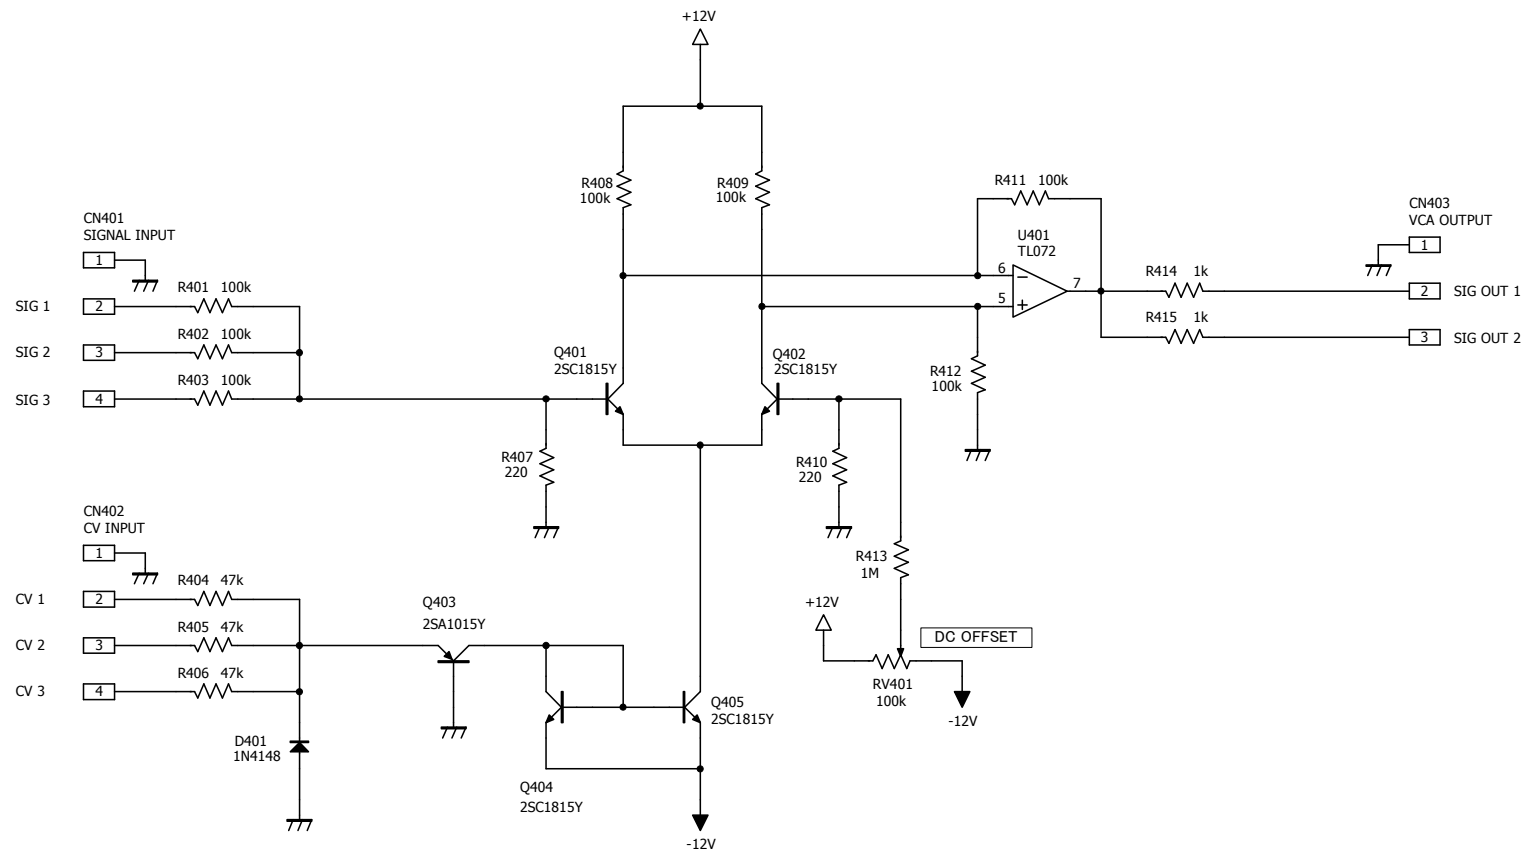 +12V
R408
100k
R409
100k
R411 100k
U401
TL072
6
5
7
CN403
VCA OUTPUT
1
R414 1k
2 SIG OUT 1
R415 1k
3 SIG OUT 2
CN401
SIGNAL INPUT
1
R401 100k
SIG 1 2
R402 100k
SIG 2 3
R403 100k
SIG 3 4
Q401
2SC1815Y
Q402
2SC1815Y
R412
100k
R407
220
R410
220
R413
1M
CN402
CV INPUT
1
R404 47k
CV 1 2
R405 47k
CV 2 3
R406 47k
CV 3 4
Q403
2SA1015Y
+12V
DC OFFSET
RV401
100k
-12V
D401
1N4148
Q405
2SC1815Y
Q404
2SC1815Y
-12V